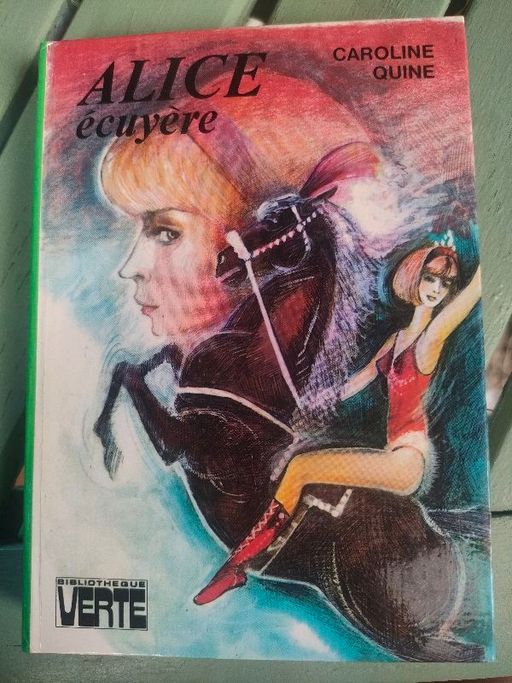 ALICE
écuyère
CAROLINE
QUINE
BIBLIOTHEQUE
VERTE